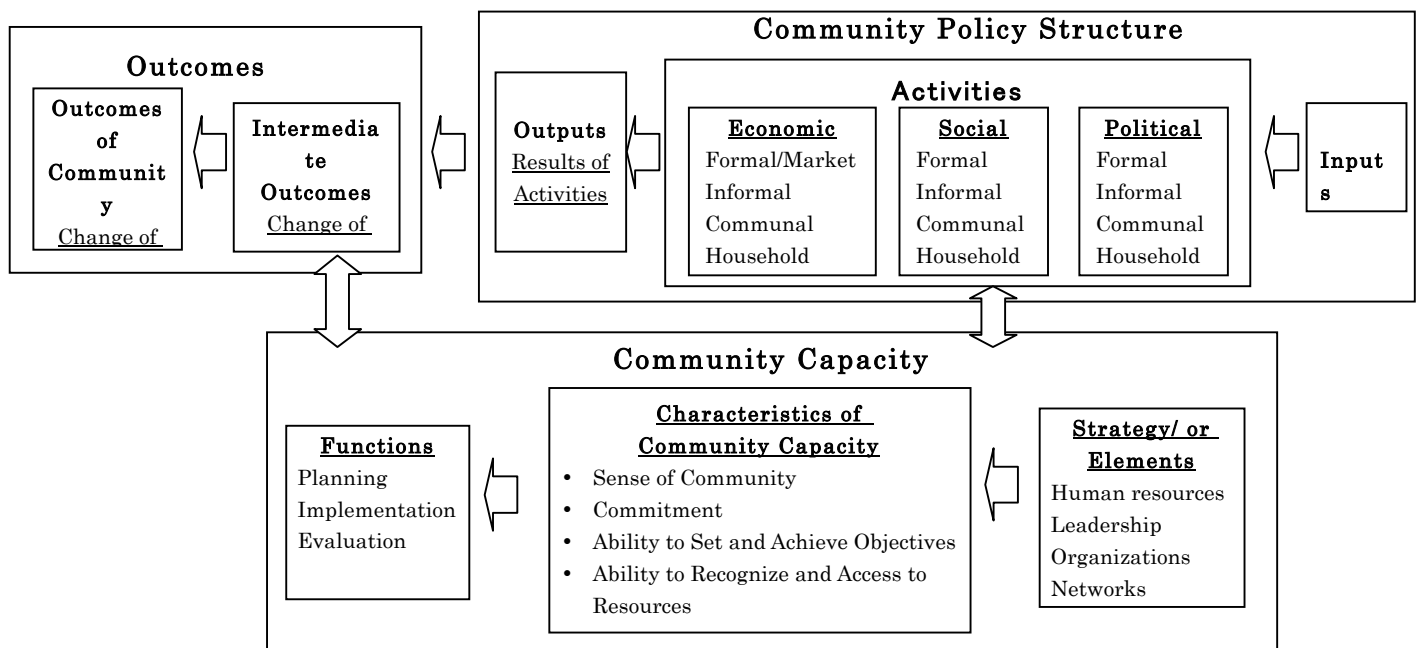 Outcomes
Outcomes
of
Communit
y
Change of
Intermedia
te
Outcomes
Change of
Community Policy Structure
Outputs
Results of
Activities
Activities
Economic
Formal/Market
Informal
Communal
Household
Social
Formal
Informal
Communal
Household
Political
Formal
Informal
Communal
Household
Input
s
Community Capacity
Functions
Planning
Implementation
Evaluation
Characteristics of
Community Capacity
• Sense of Community
• Commitment
• Ability to Set and Achieve Objectives
• Ability to Recognize and Access to
Resources
Strategy/ or
Elements
Human resources
Leadership
Organizations
Networks